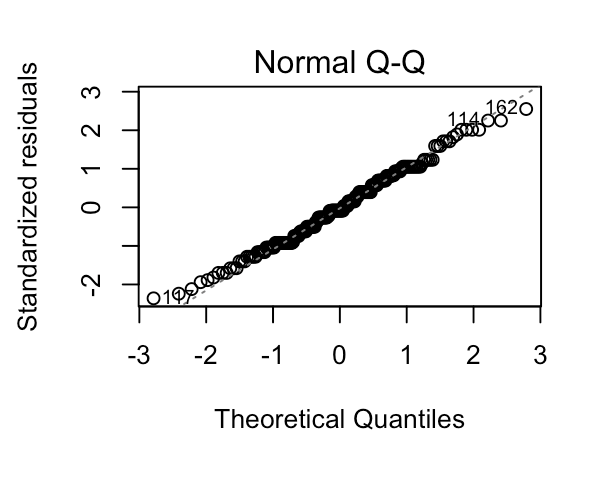 Normal Q-Q
Standardized residuals
3
2
1
0
-2
114
162
117
-3 -2 -1 0 1 2 3
Theoretical Quantiles